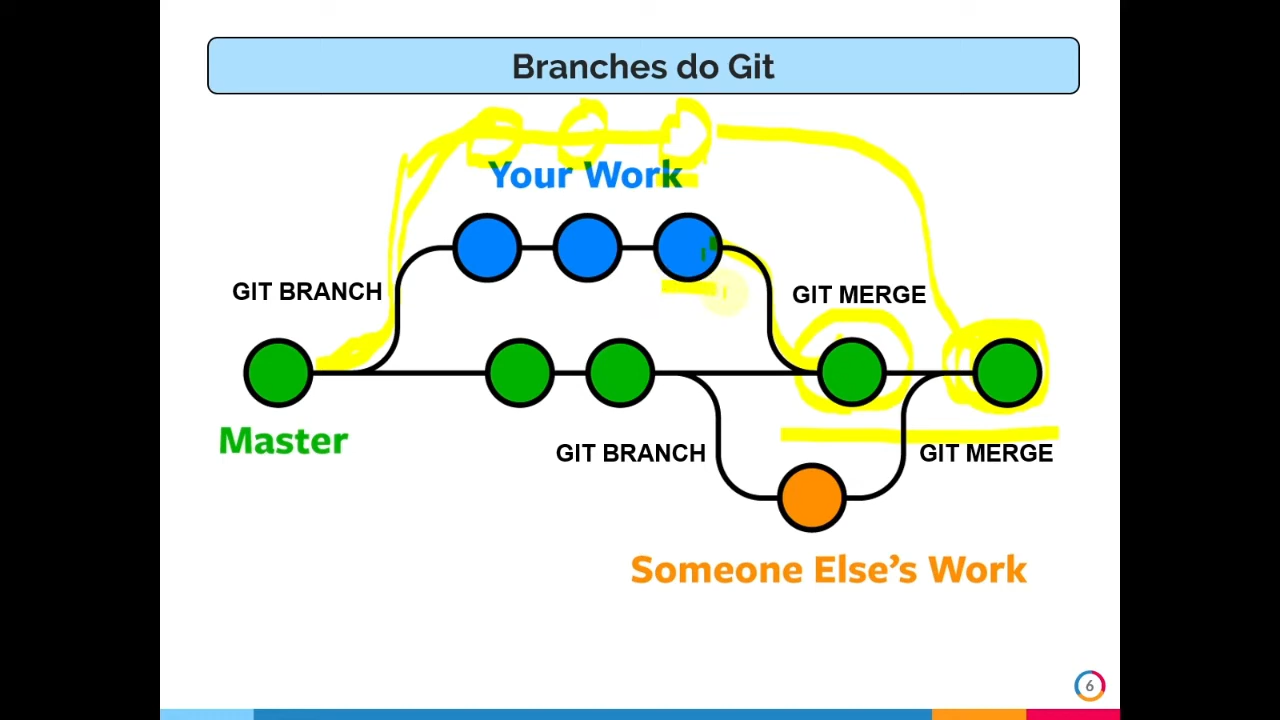 Branches do Git
Your Work
GIT BRANCH
GIT MERGE
Master
GIT BRANCH
GIT MERGE
Someone Else's Work
6